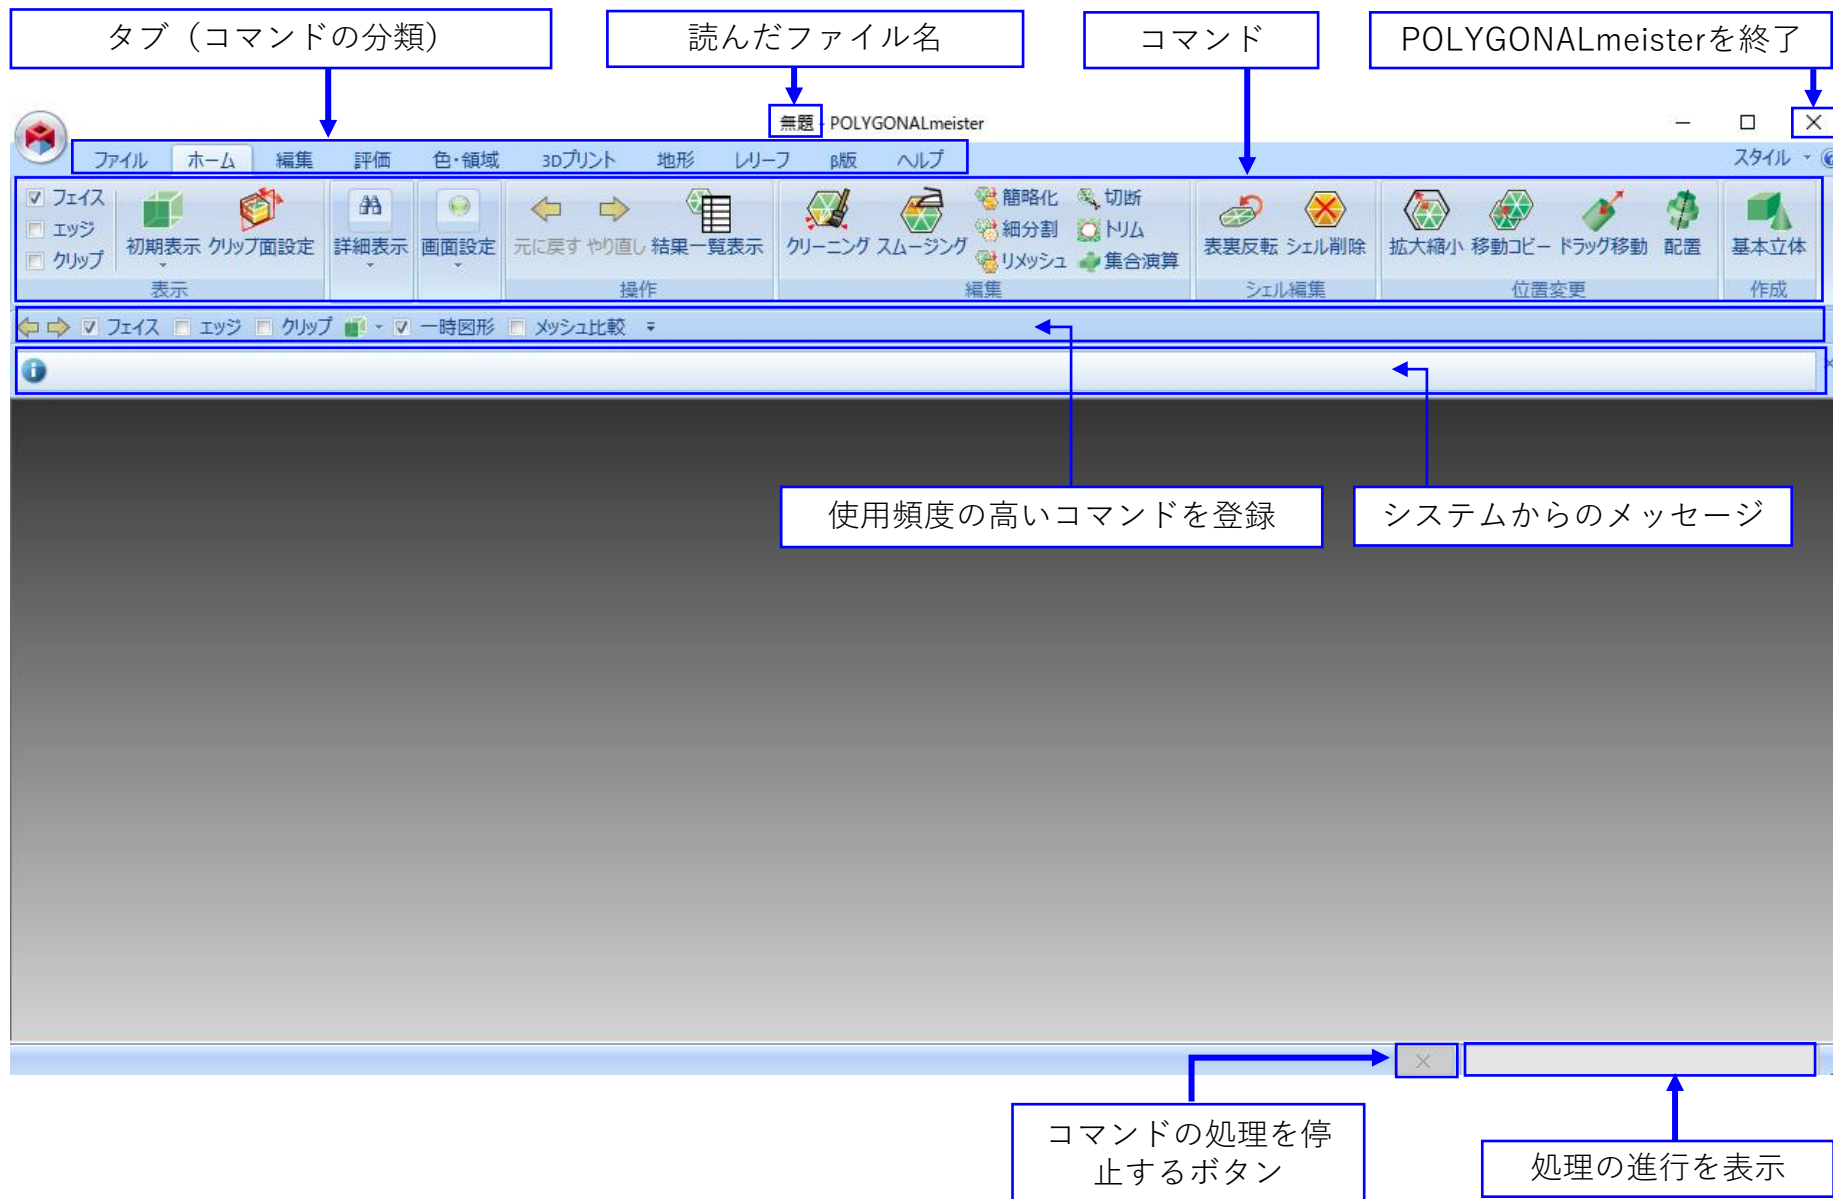 タブ（コマンドの分類）
読んだファイル名
コマンド
POLYGONALmeisterを終了
無題 - POLYGONALmeister
ファイル ホーム 編集 評価 色・領域 3Dプリント 地形 レリーフ β版 ヘルプ スタイル
フェイス
エッジ
クリップ
初期表示 クリップ面設定
表示
詳細表示
画面設定
元に戻す やり直し 結果一覧表示
操作
クリーニング スムージング
簡略化 切断
細分割 トリム
リメッシュ 集合演算
編集
表裏反転 シェル削除
シェル編集
拡大縮小 移動コピー ドラッグ移動 配置
位置変更
基本立体
作成
フェイス エッジ クリップ 一時図形 メッシュ比較
使用頻度の高いコマンドを登録
システムからのメッセージ
コマンドの処理を停
止するボタン
処理の進行を表示